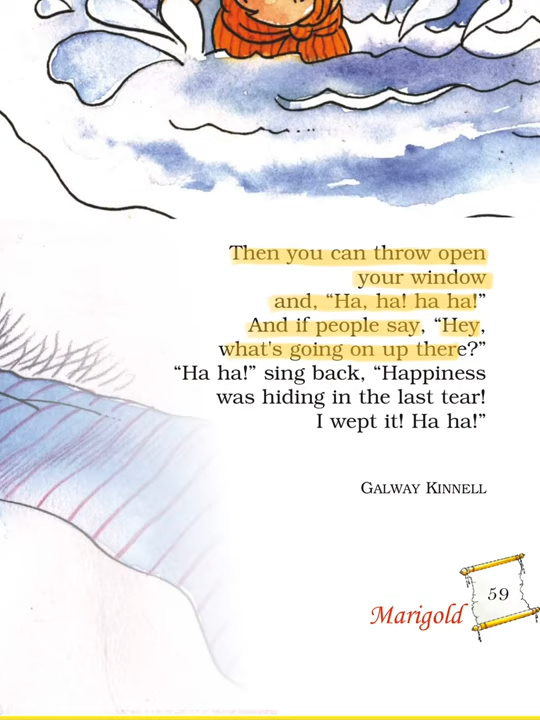 Then you can throw open
your window
and, “Ha, ha! ha ha!”
And if people say, “Hey,
what's going on up there?”
“Ha ha!” sing back, “Happiness
was hiding in the last tear!
I wept it! Ha ha!”
GALWAY KINNELL
59
Marigold